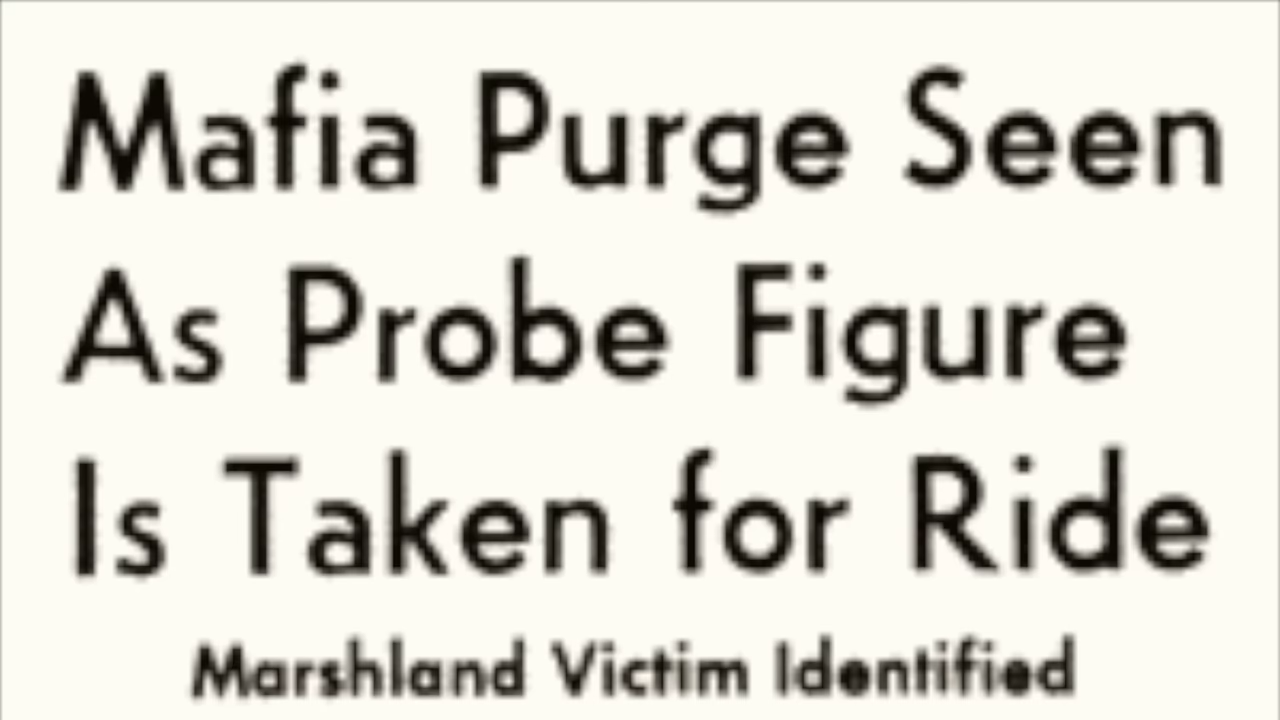 Mafia Purge Seen
As Probe Figure
Is Taken for Ride
Marshland Victim Identified